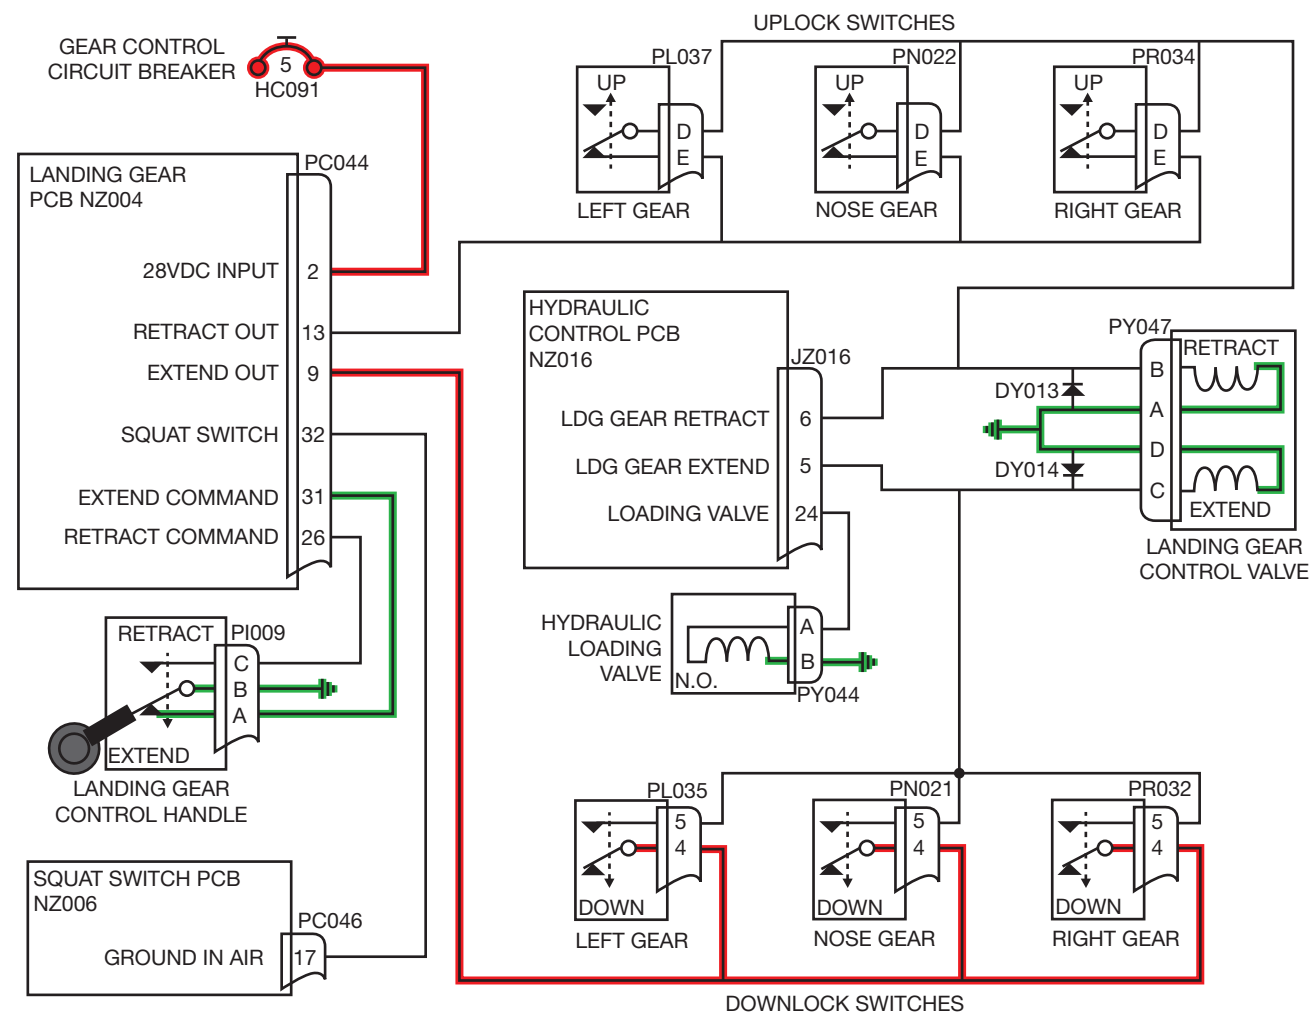 UPLOCK SWITCHES
GEAR CONTROL
CIRCUIT BREAKER
5
HC091
PL037
UP
D
E
LEFT GEAR
PN022
UP
D
E
NOSE GEAR
PR034
UP
D
E
RIGHT GEAR
LANDING GEAR
PCB NZ004
PC044
28VDC INPUT 2
RETRACT OUT 13
EXTEND OUT 9
SQUAT SWITCH 32
EXTEND COMMAND 31
RETRACT COMMAND 26
HYDRAULIC
CONTROL PCB
NZ016
JZ016
LDG GEAR RETRACT 6
LDG GEAR EXTEND 5
LOADING VALVE 24
PY047
RETRACT
B
A
D
C
EXTEND
DY013
DY014
LANDING GEAR
CONTROL VALVE
HYDRAULIC
LOADING
VALVE
A
B
N.O.
PY044
RETRACT
PI009
C
B
A
EXTEND
LANDING GEAR
CONTROL HANDLE
SQUAT SWITCH PCB
NZ006
PC046
GROUND IN AIR 17
PL035
5
4
DOWN
LEFT GEAR
PN021
5
4
DOWN
NOSE GEAR
PR032
5
4
DOWN
RIGHT GEAR
DOWNLOCK SWITCHES